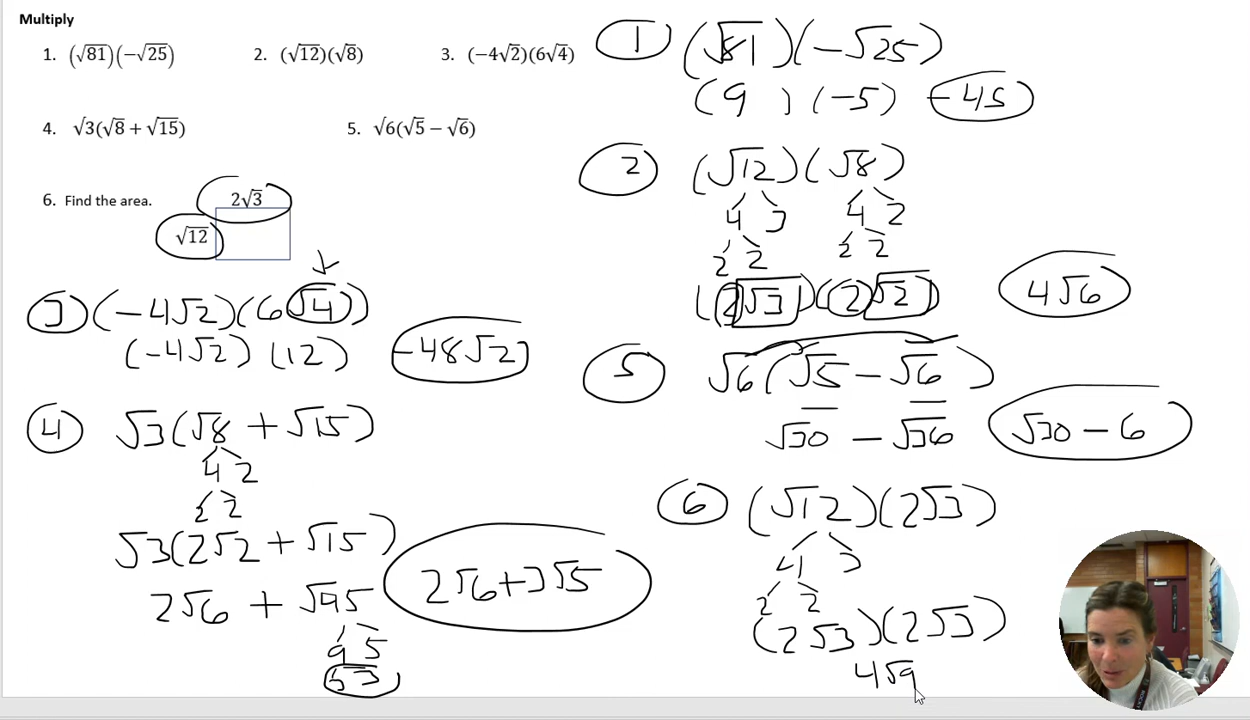 Multiply
1. (√81)(−√25) 2. (√12)(√8) 3. (−4√2)(6√4)
4. √3(√8 + √15) 5. √6(√5 − √6)
6. Find the area. 2√3
√12
1 (√81)(−√25)
(9)(−5) −45
2 (√12)(√8)
4 3 4 2
2 2 2 2
(2√3)(2√2) 4√6
3 (−4√2)(6√4)
(−4√2)(12) −48√2
4 √3(√8 + √15)
4 2
2 2
√3(2√2 + √15)
2√6 + √45 2√6+3√5
9 5
3 3
5 √6(√5 − √6)
√30 − √36 √30 − 6
6 (√12)(2√3)
4 3
2 2
(2√3)(2√3)
4√9